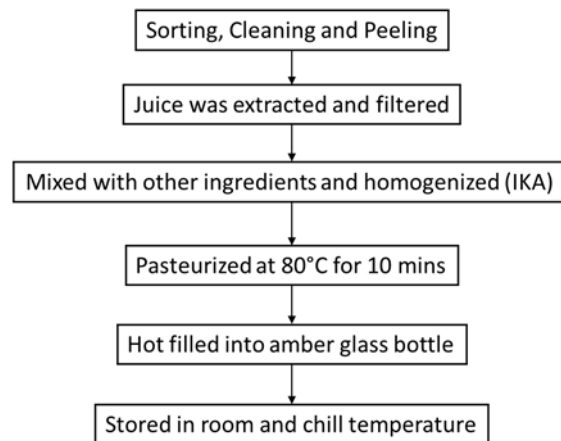 Sorting, Cleaning and Peeling
Juice was extracted and filtered
Mixed with other ingredients and homogenized (IKA)
Pasteurized at 80°C for 10 mins
Hot filled into amber glass bottle
Stored in room and chill temperature